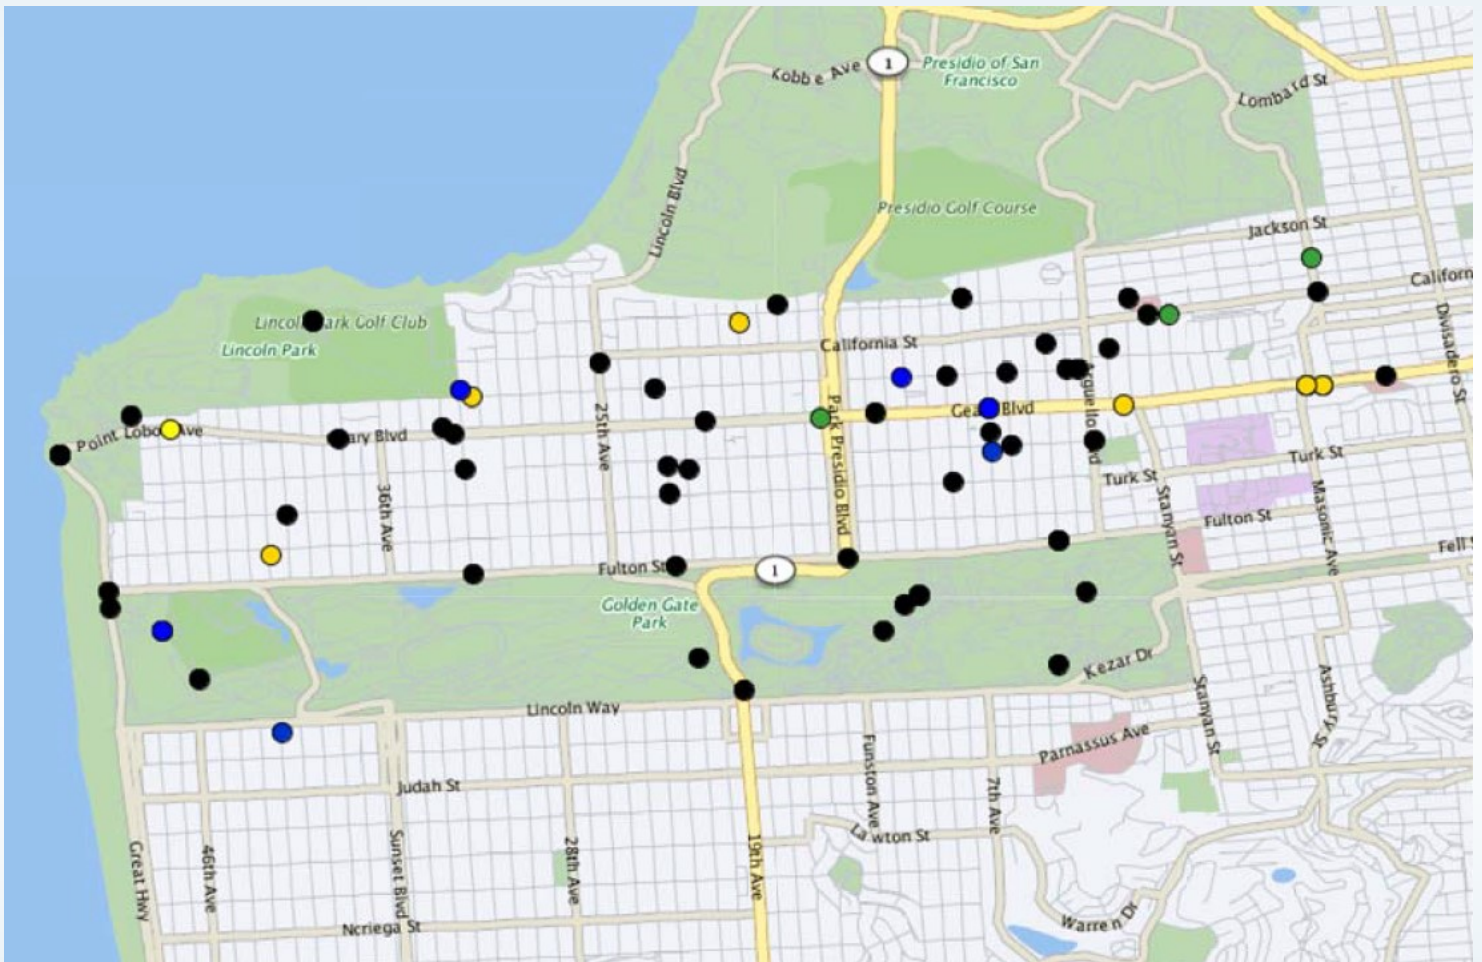 Kobbe Ave
1
Presidio of San
Francisco
Lombard St
Lincoln Blvd
Presidio Golf Course
Jackson St
Californ
Lincoln Park Golf Club
Lincoln Park
California St
Divisadero St
Point Lobos Ave
Geary Blvd
25th Ave
Park Presidio Blvd
Geary Blvd
Arguello Blvd
Turk St
Turk St
36th Ave
Stanyan St
Masonic Ave
Fulton St
Fell S
Fulton St
1
Golden Gate
Park
Kezar Dr
Lincoln Way
Stanyan St
Ashbury St
Parnassus Ave
Funston Ave
7th Ave
Judah St
Lawton St
Great Hwy
46th Ave
Sunset Blvd
28th Ave
19th Ave
Noriega St
Warren Dr